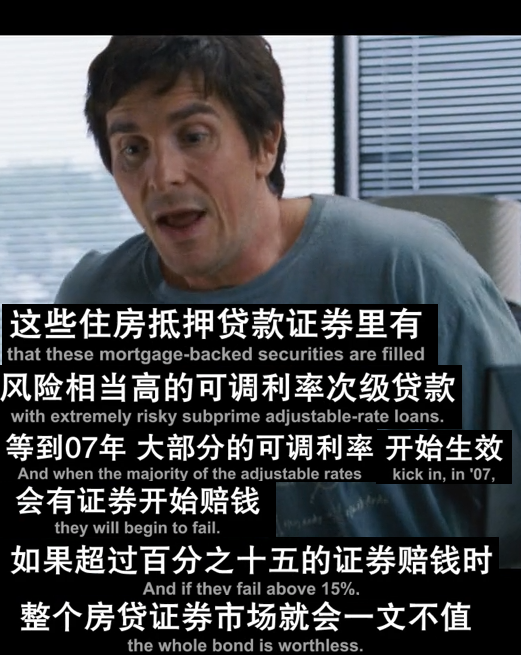 这些住房抵押贷款证券里有
that these mortgage-backed securities are filled
风险相当高的可调利率次级贷款
with extremely risky subprime adjustable-rate loans.
等到07年 大部分的可调利率 开始生效
And when the majority of the adjustable rates kick in, in '07,
会有证券开始赔钱
they will begin to fail.
如果超过百分之十五的证券赔钱时
And if they fail above 15%.
整个房贷证券市场就会一文不值
the whole bond is worthless.